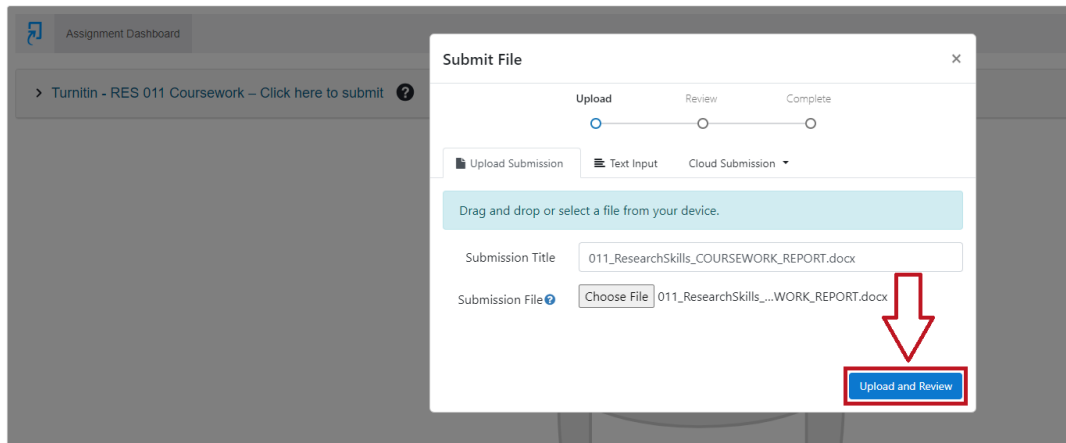 Assignment Dashboard
Turnitin - RES 011 Coursework – Click here to submit ?
Submit File ×
Upload Review Complete
Upload Submission Text Input Cloud Submission
Drag and drop or select a file from your device.
Submission Title 011_ResearchSkills_COURSEWORK_REPORT.docx
Submission File ? Choose File 011_ResearchSkills_...WORK_REPORT.docx
Upload and Review